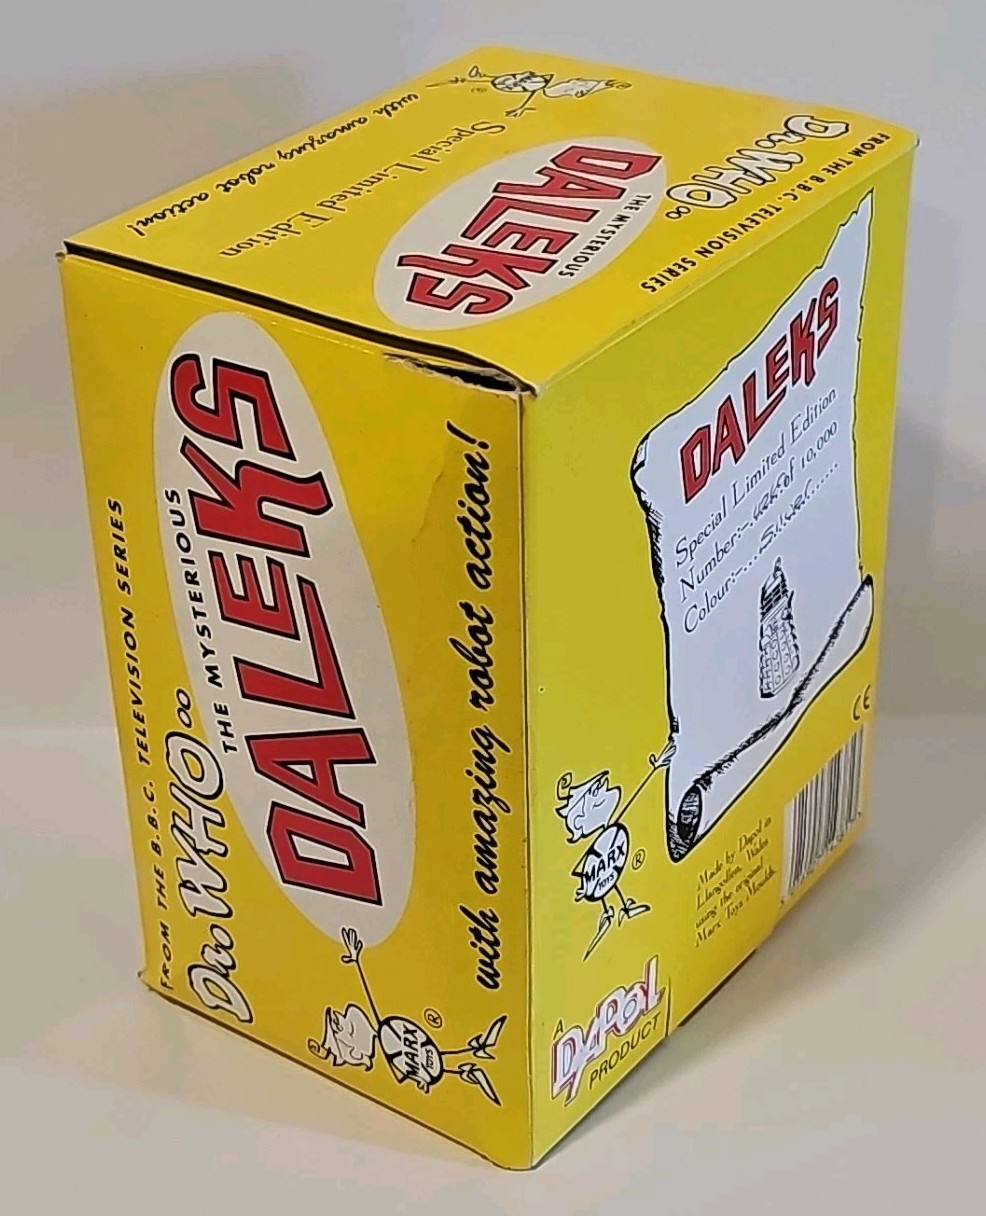 with amazing robot action!
Special Limited Edition
THE MYSTERIOUS
DALEKS
Dr. WHO
FROM THE B.B.C. TELEVISION SERIES
FROM THE B.B.C. TELEVISION SERIES
Dr. WHO
THE MYSTERIOUS
DALEKS
with amazing robot action!
MARX
TOYS
®
DALEKS
Special Limited Edition
Number:- of 10,000
Colour:-...Silver......
CE
MARX
TOYS
®
Made by Dapol in
Llangollen, Wales
using the original
Marx Toys Moulds.
A
DAPOL
PRODUCT